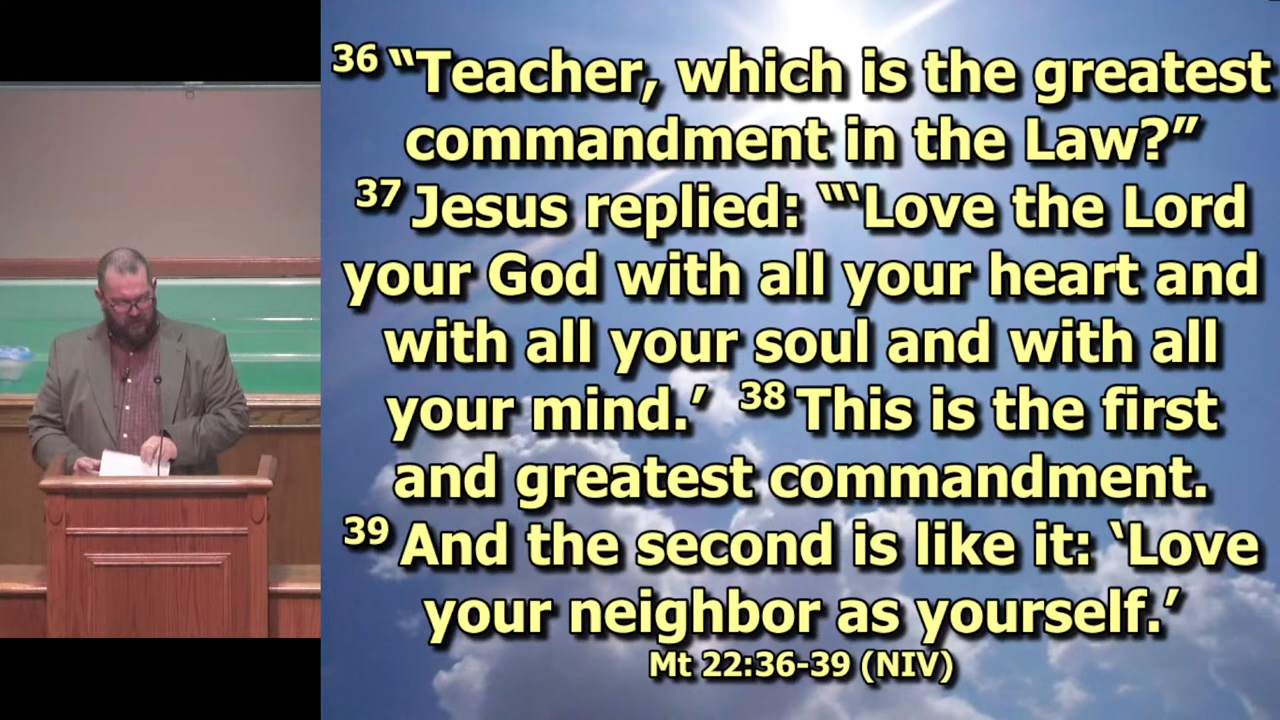 36 “Teacher, which is the greatest
commandment in the Law?”
37 Jesus replied: “‘Love the Lord
your God with all your heart and
with all your soul and with all
your mind.’ 38 This is the first
and greatest commandment.
39 And the second is like it: ‘Love
your neighbor as yourself.’
Mt 22:36-39 (NIV)